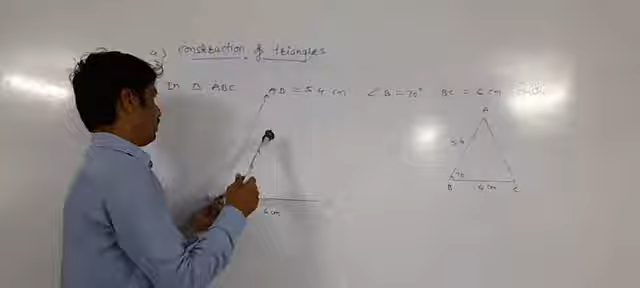 a) construction of triangles
In Δ ABC AB = 5.4 cm ∠B = 70° BC = 6 cm
A
5.4
70
B 6 cm C
6 cm